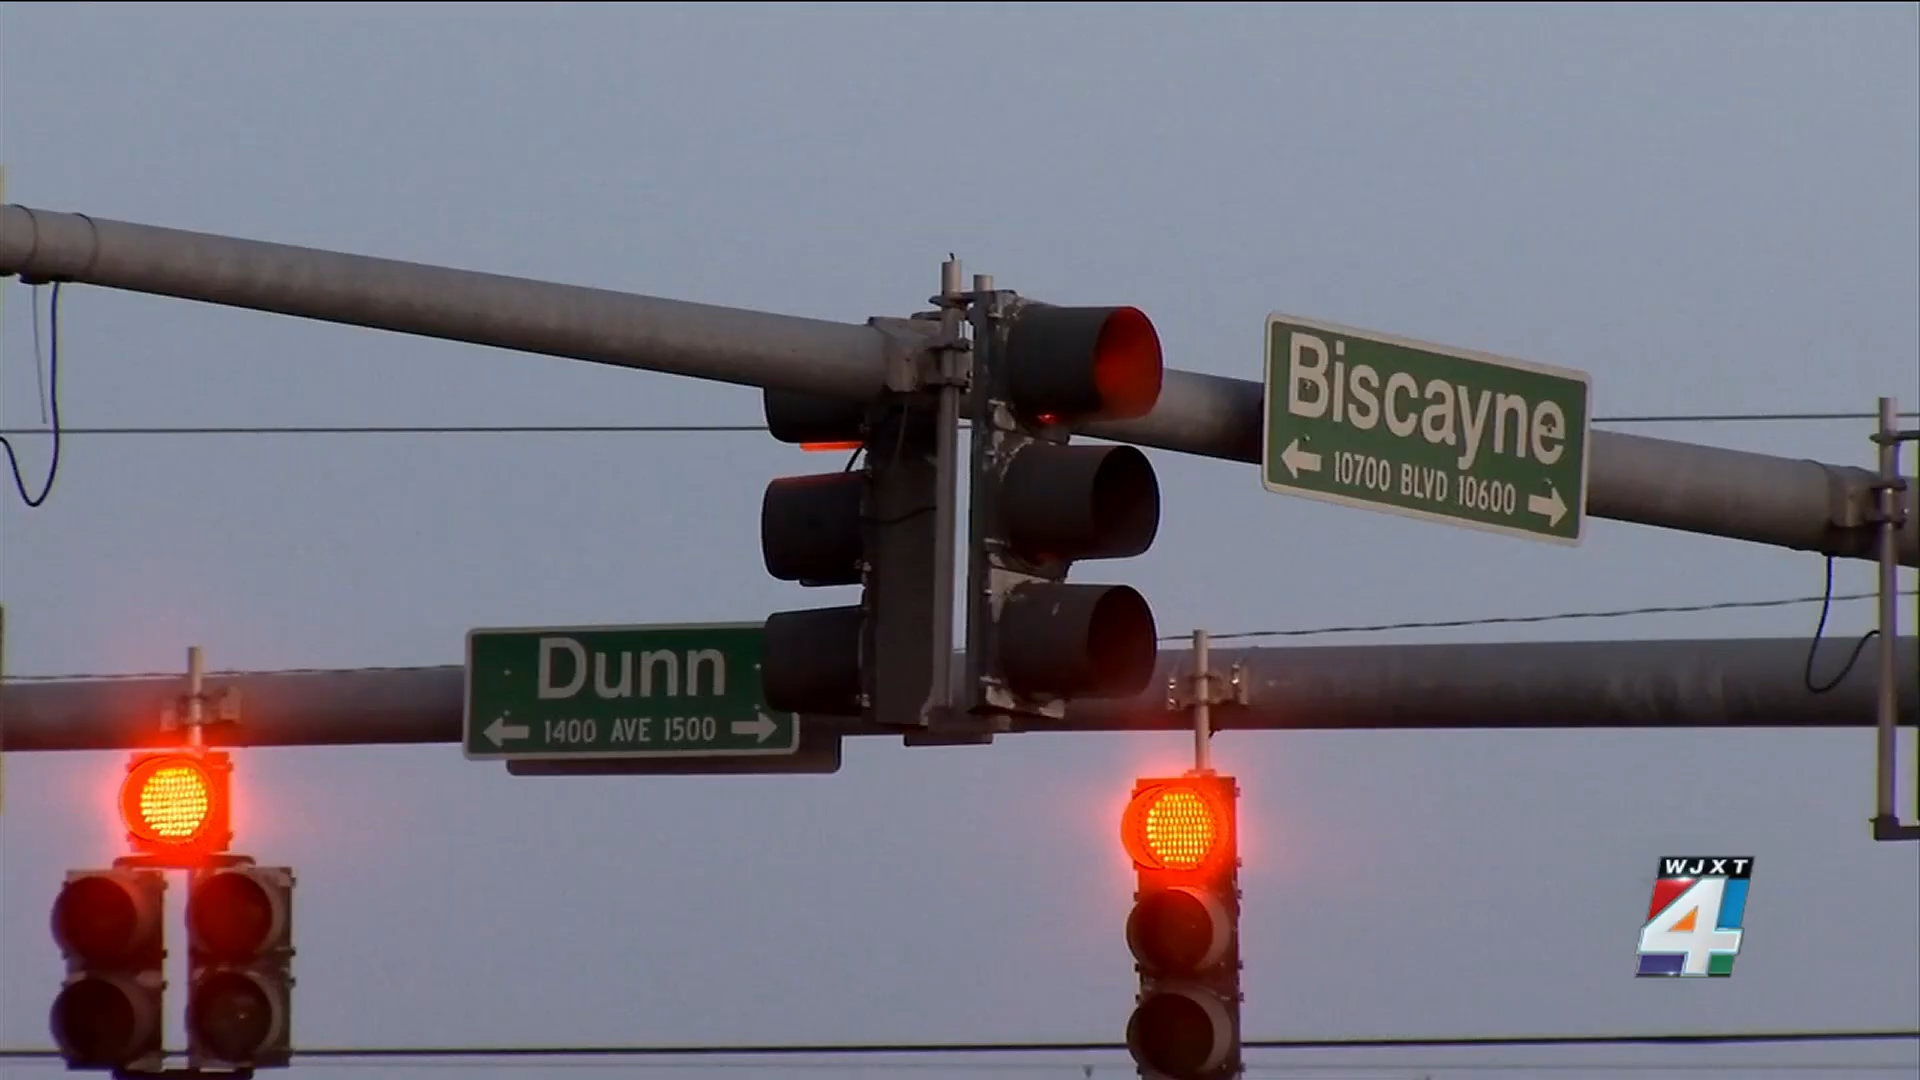 Biscayne
← 10700 BLVD 10600 →
Dunn
← 1400 AVE 1500 →
WJXT
4